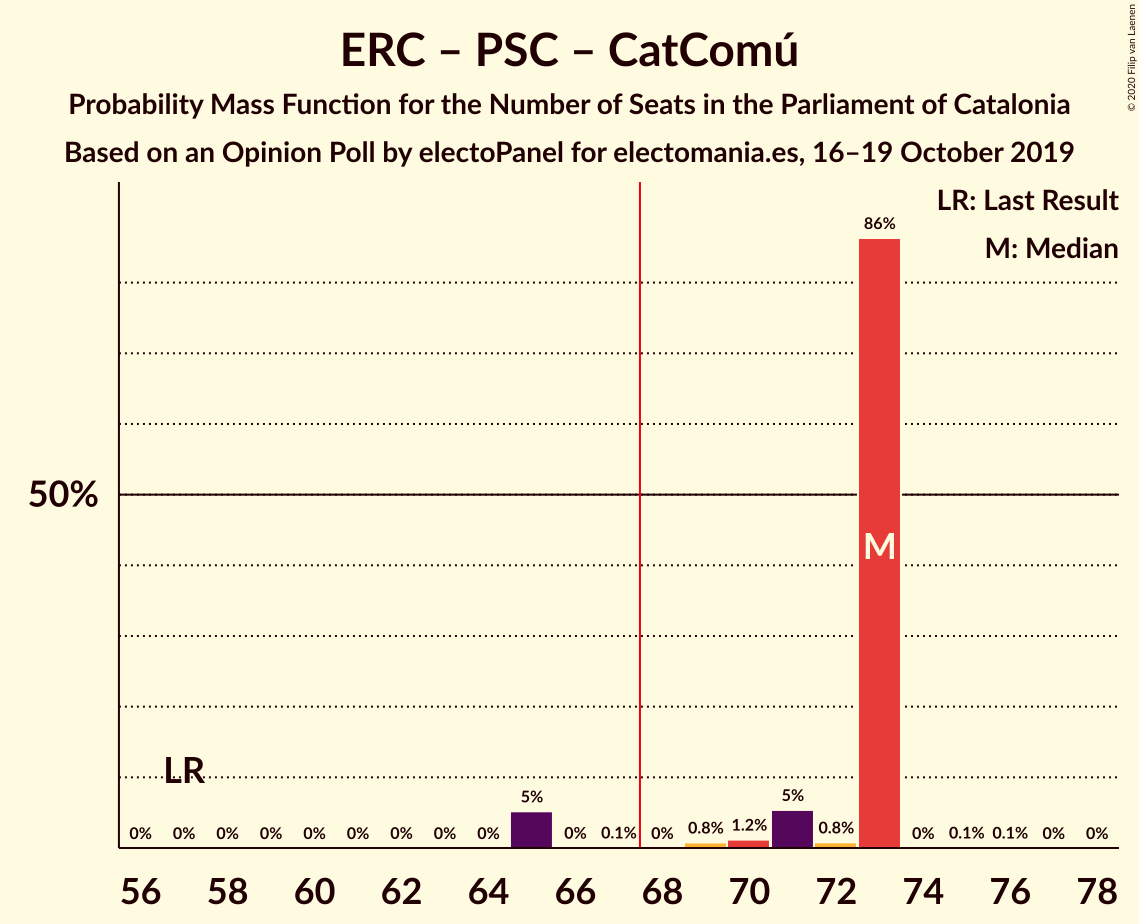 ERC – PSC – CatComú
Probability Mass Function for the Number of Seats in the Parliament of Catalonia
Based on an Opinion Poll by electoPanel for electomania.es, 16–19 October 2019
© 2020 Filip van Laenen
LR: Last Result
M: Median
86%
50%
M
LR
5%
5%
0% 0% 0% 0% 0% 0% 0% 0% 0% 0% 0.1% 0% 0.8% 1.2% 0.8% 0% 0.1% 0.1% 0% 0%
56 58 60 62 64 66 68 70 72 74 76 78